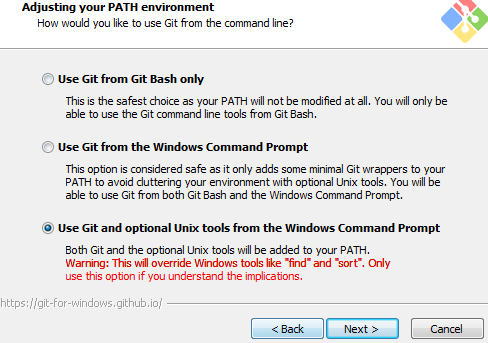 Adjusting your PATH environment
How would you like to use Git from the command line?
Use Git from Git Bash only
This is the safest choice as your PATH will not be modified at all. You will only be
able to use the Git command line tools from Git Bash.
Use Git from the Windows Command Prompt
This option is considered safe as it only adds some minimal Git wrappers to your
PATH to avoid cluttering your environment with optional Unix tools. You will be
able to use Git from both Git Bash and the Windows Command Prompt.
Use Git and optional Unix tools from the Windows Command Prompt
Both Git and the optional Unix tools will be added to your PATH.
Warning: This will override Windows tools like "find" and "sort". Only
use this option if you understand the implications.
https://git-for-windows.github.io/
< Back Next > Cancel